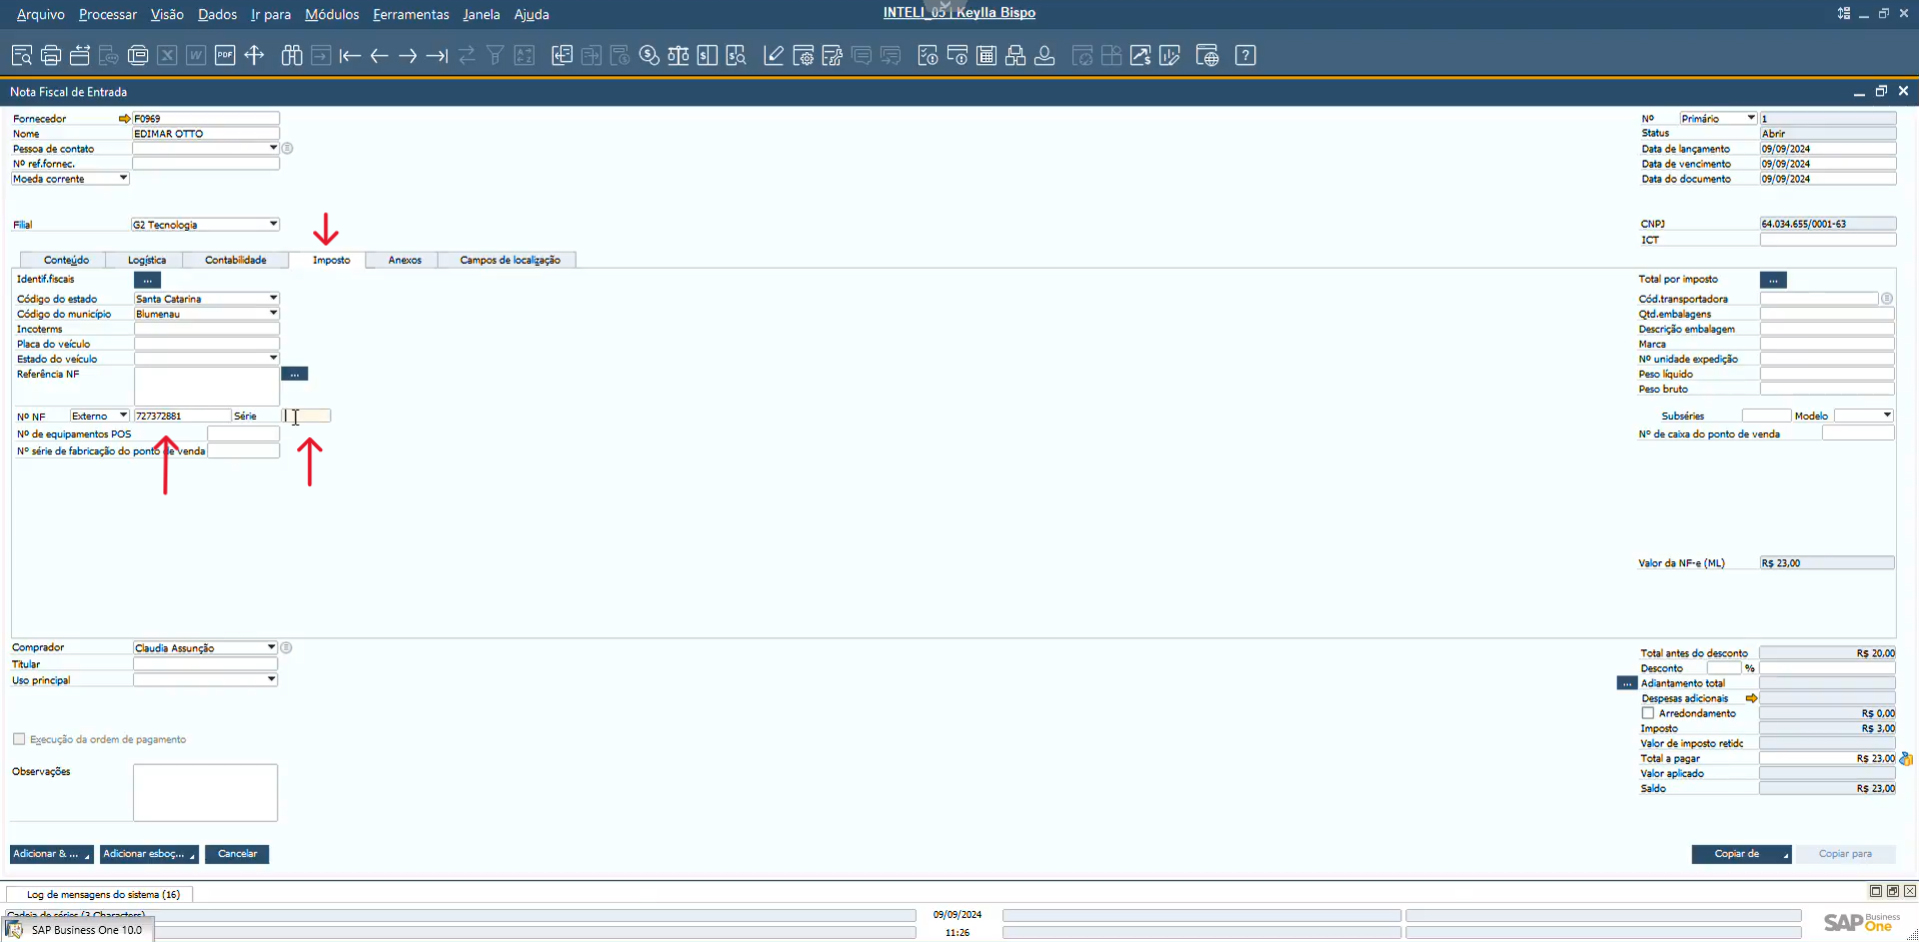 Arquivo Processar Visão Dados Ir para Módulos Ferramentas Janela Ajuda
INTELI_05 | Keylla Bispo
Nota Fiscal de Entrada
Fornecedor F0969
Nome EDIMAR OTTO
Pessoa de contato
Nº ref.fornec.
Moeda corrente
Filial G2 Tecnologia
Nº Primário 1
Status Abrir
Data de lançamento 09/09/2024
Data de vencimento 09/09/2024
Data do documento 09/09/2024
CNPJ 64.034.655/0001-63
ICT
Conteúdo Logística Contabilidade Imposto Anexos Campos de localização
Identif.fiscais ...
Código do estado Santa Catarina
Código do município Blumenau
Incoterms
Placa do veículo
Estado do veículo
Referência NF ...
Nº NF Externo 727372881 Série
Nº de equipamentos POS
Nº série de fabricação do ponto de venda
Total por imposto ...
Cód.transportadora
Qtd.embalagens
Descrição embalagem
Marca
Nº unidade expedição
Peso líquido
Peso bruto
Subséries Modelo
Nº de caixa do ponto de venda
Valor da NF-e (ML) R$ 23,00
Comprador Claudia Assunção
Titular
Uso principal
Execução da ordem de pagamento
Observações
Total antes do desconto R$ 20,00
Desconto %
... Adiantamento total
Despesas adicionais
Arredondamento R$ 0,00
Imposto R$ 3,00
Valor de imposto retidc
Total a pagar R$ 23,00
Valor aplicado
Saldo R$ 23,00
Adicionar & ... Adicionar esboç... Cancelar
Copiar de Copiar para
Log de mensagens do sistema (16)
Cadeia de séries (3 Characters)
SAP Business One 10.0
09/09/2024
11:26
SAP Business One